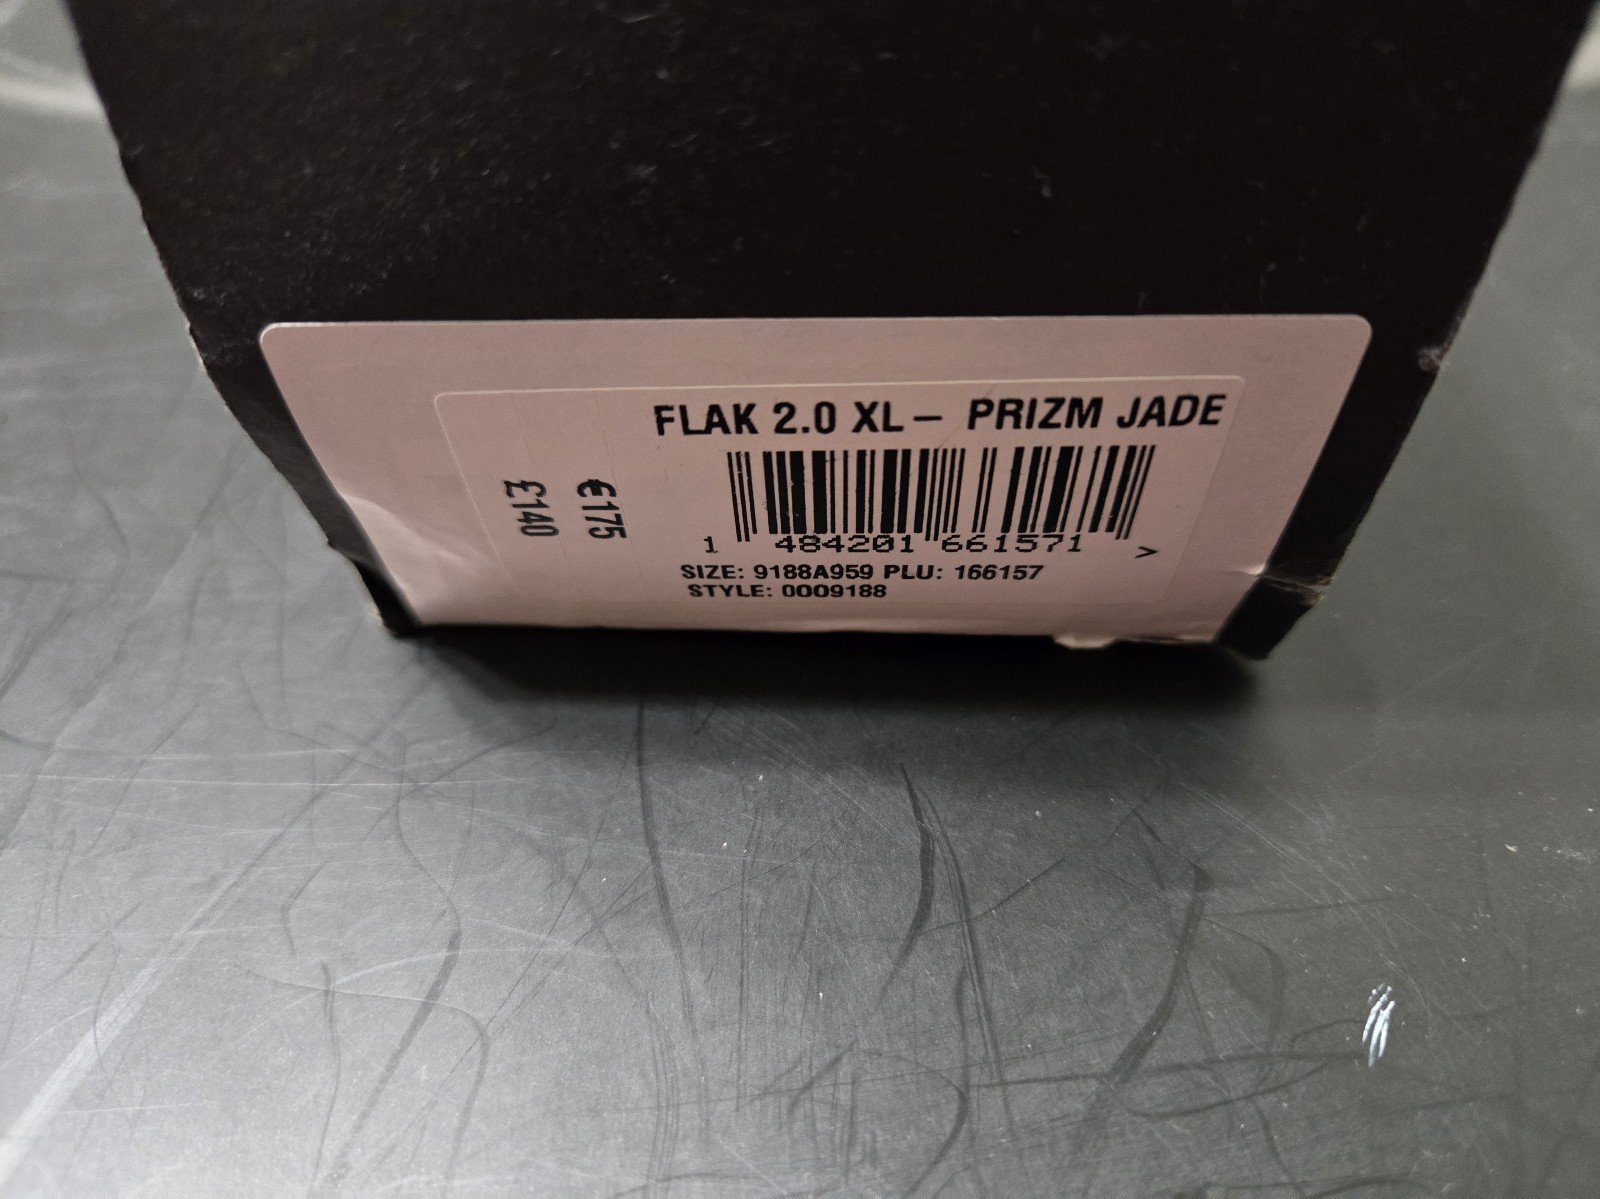 FLAK 2.0 XL – PRIZM JADE
£140
€175
1 484201 661571 >
SIZE: 9188A959 PLU: 166157
STYLE: 0009188